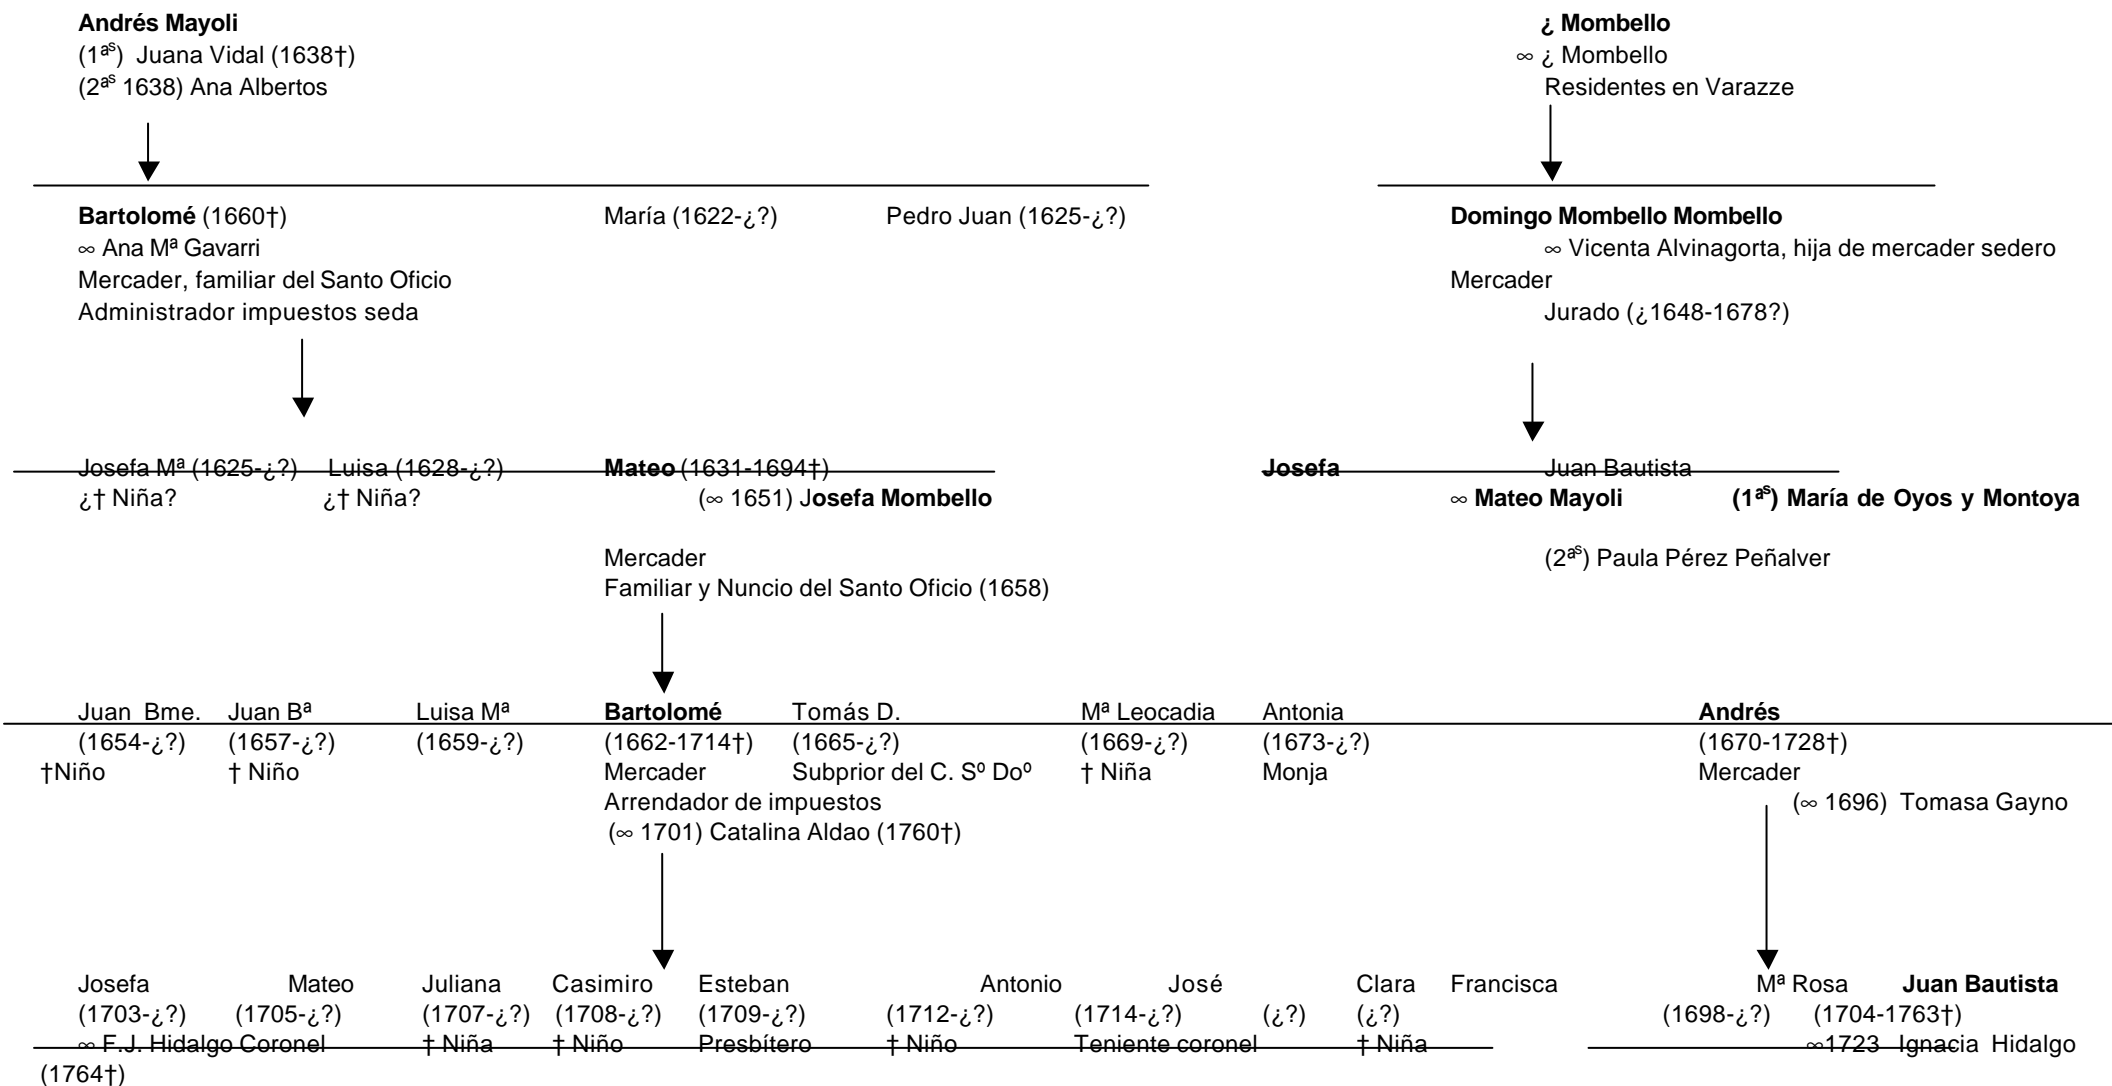 Andrés Mayoli ¿ Mombello
(1ªˢ) Juana Vidal (1638†) ∞ ¿ Mombello
(2ªˢ 1638) Ana Albertos Residentes en Varazze
Bartolomé (1660†) María (1622-¿?) Pedro Juan (1625-¿?) Domingo Mombello Mombello
∞ Ana Mª Gavarri ∞ Vicenta Alvinagorta, hija de mercader sedero
Mercader, familiar del Santo Oficio Mercader
Administrador impuestos seda Jurado (¿1648-1678?)
Josefa Mª (1625-¿?) Luisa (1628-¿?) Mateo (1631-1694†) Josefa Juan Bautista
¿† Niña? ¿† Niña? (∞ 1651) Josefa Mombello ∞ Mateo Mayoli (1ªˢ) María de Oyos y Montoya
Mercader (2ªˢ) Paula Pérez Peñalver
Familiar y Nuncio del Santo Oficio (1658)
Juan Bme. Juan Bª Luisa Mª Bartolomé Tomás D. Mª Leocadia Antonia Andrés
(1654-¿?) (1657-¿?) (1659-¿?) (1662-1714†) (1665-¿?) (1669-¿?) (1673-¿?) (1670-1728†)
†Niño † Niño Mercader Subprior del C. Sº Doº † Niña Monja Mercader
Arrendador de impuestos (∞ 1696) Tomasa Gayno
(∞ 1701) Catalina Aldao (1760†)
Josefa Mateo Juliana Casimiro Esteban Antonio José Clara Francisca Mª Rosa Juan Bautista
(1703-¿?) (1705-¿?) (1707-¿?) (1708-¿?) (1709-¿?) (1712-¿?) (1714-¿?) (¿?) (¿?) (1698-¿?) (1704-1763†)
∞ F.J. Hidalgo Coronel † Niña † Niño Presbítero † Niño Teniente coronel † Niña ∞1723 Ignacia Hidalgo
(1764†)